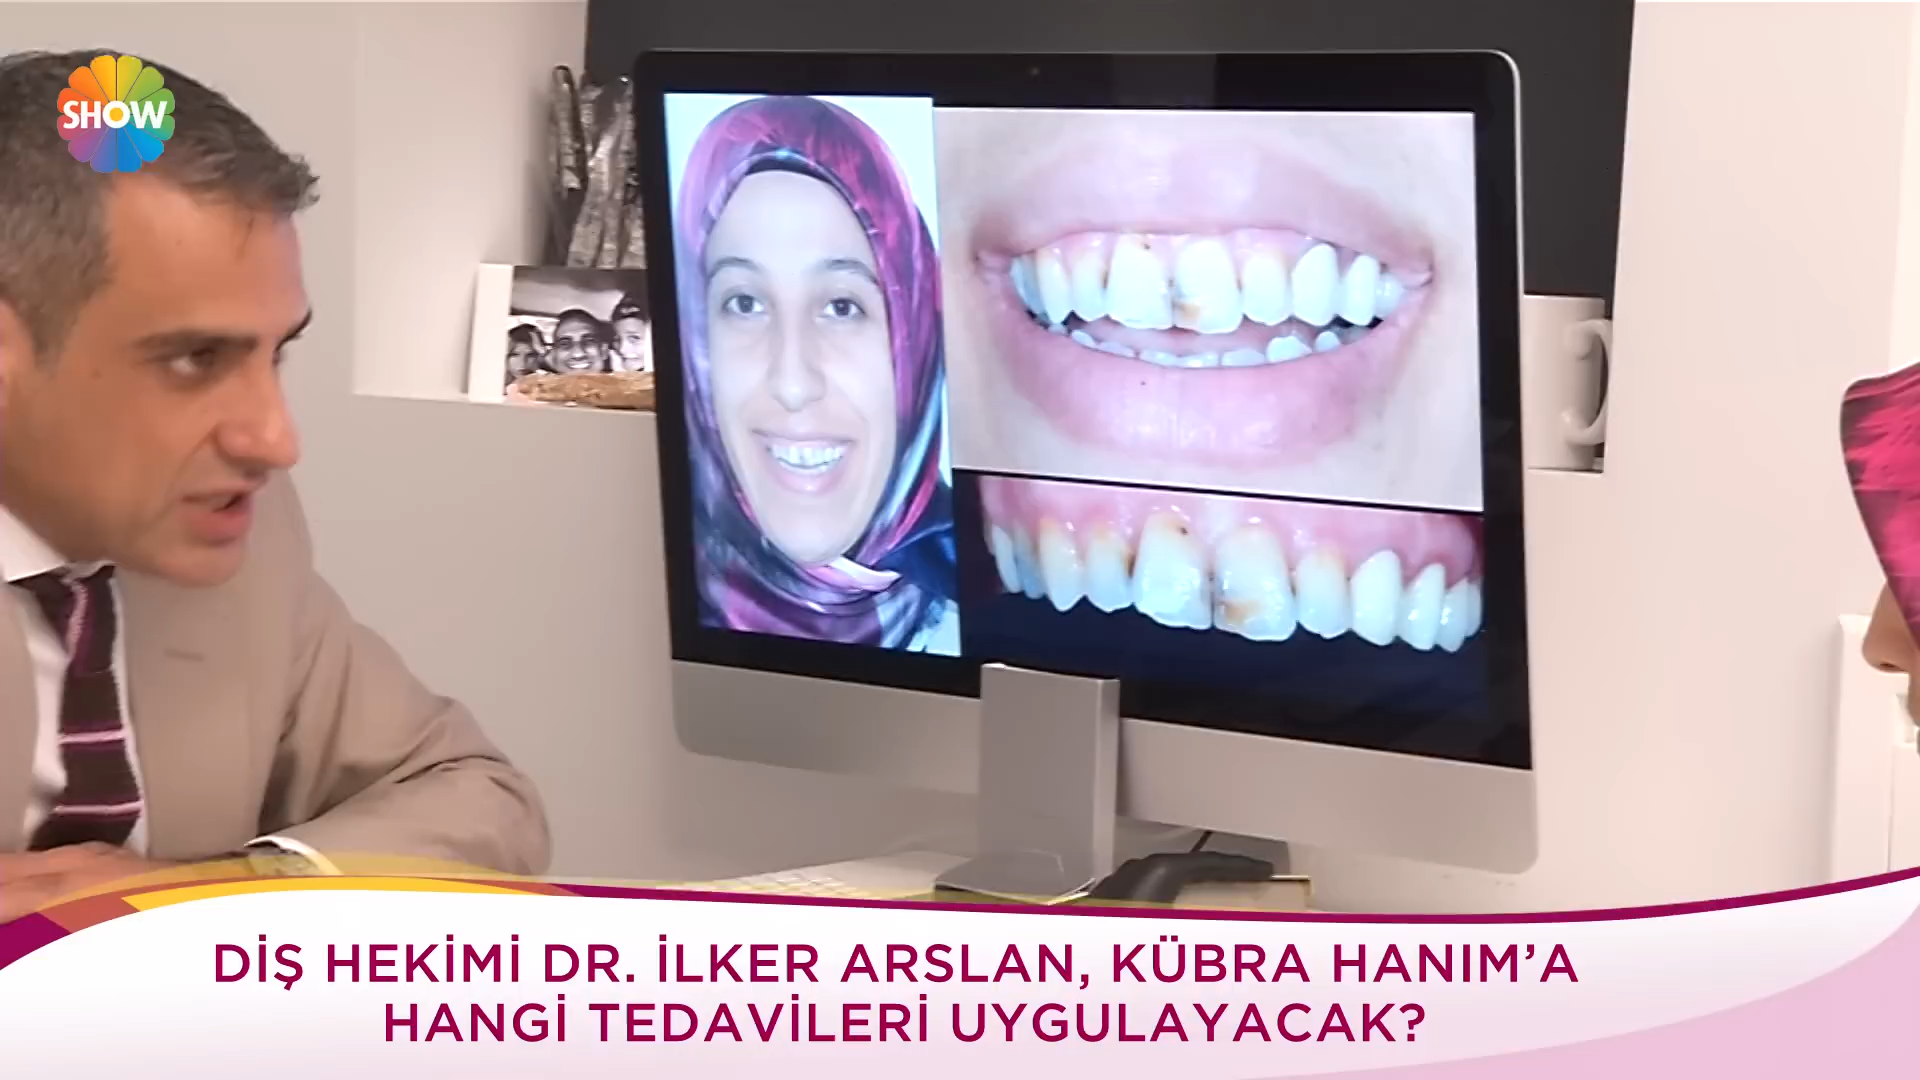 SHOW
DİŞ HEKİMİ DR. İLKER ARSLAN, KÜBRA HANIM’A
HANGİ TEDAVİLERİ UYGULAYACAK?